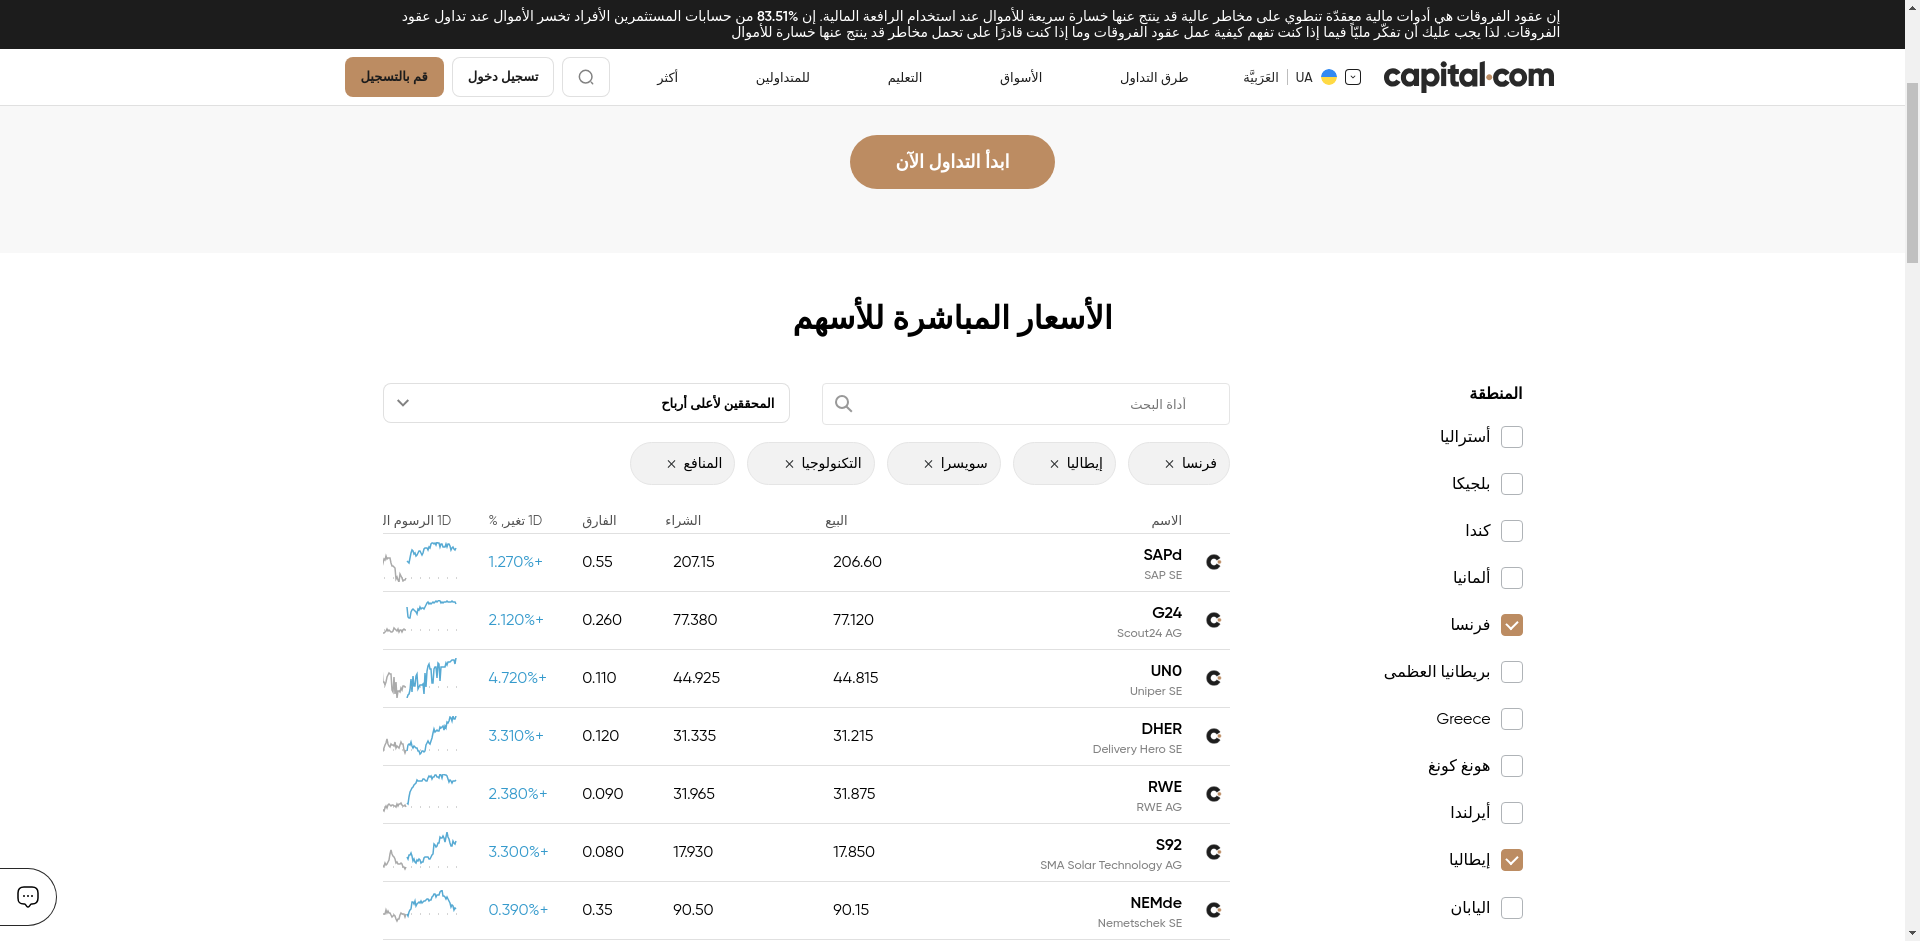 إن عقود الفروقات هي أدوات مالية معقدّة تنطوي على مخاطر عالية قد ينتج عنها خسارة سريعة للأموال عند استخدام الرافعة المالية. إن 83.51% من حسابات المستثمرين الأفراد تخسر الأموال عند تداول عقود
الفروقات. لذا يجب عليك أن تفكّر مليّاً فيما إذا كنت تفهم كيفية عمل عقود الفروقات وما إذا كنت قادرًا على تحمل مخاطر قد ينتج عنها خسارة للأموال
capital.com
UA
العَرَبِيَّة
طرق التداول
الأسواق
التعليم
للمتداولين
أكثر
تسجيل دخول
قم بالتسجيل
ابدأ التداول الآن
الأسعار المباشرة للأسهم
المنطقة
أستراليا
بلجيكا
كندا
ألمانيا
فرنسا
بريطانيا العظمى
Greece
هونغ كونغ
أيرلندا
إيطاليا
اليابان
أداة البحث
المحققين لأعلى أرباح
فرنسا ×
إيطاليا ×
سويسرا ×
التكنولوجيا ×
المنافع ×
الاسم البيع الشراء الفارق 1D تغير, % 1D الرسوم
SAPd 206.60 207.15 0.55 1.270%+
SAP SE
G24 77.120 77.380 0.260 2.120%+
Scout24 AG
UN0 44.815 44.925 0.110 4.720%+
Uniper SE
DHER 31.215 31.335 0.120 3.310%+
Delivery Hero SE
RWE 31.875 31.965 0.090 2.380%+
RWE AG
S92 17.850 17.930 0.080 3.300%+
SMA Solar Technology AG
NEMde 90.15 90.50 0.35 0.390%+
Nemetschek SE